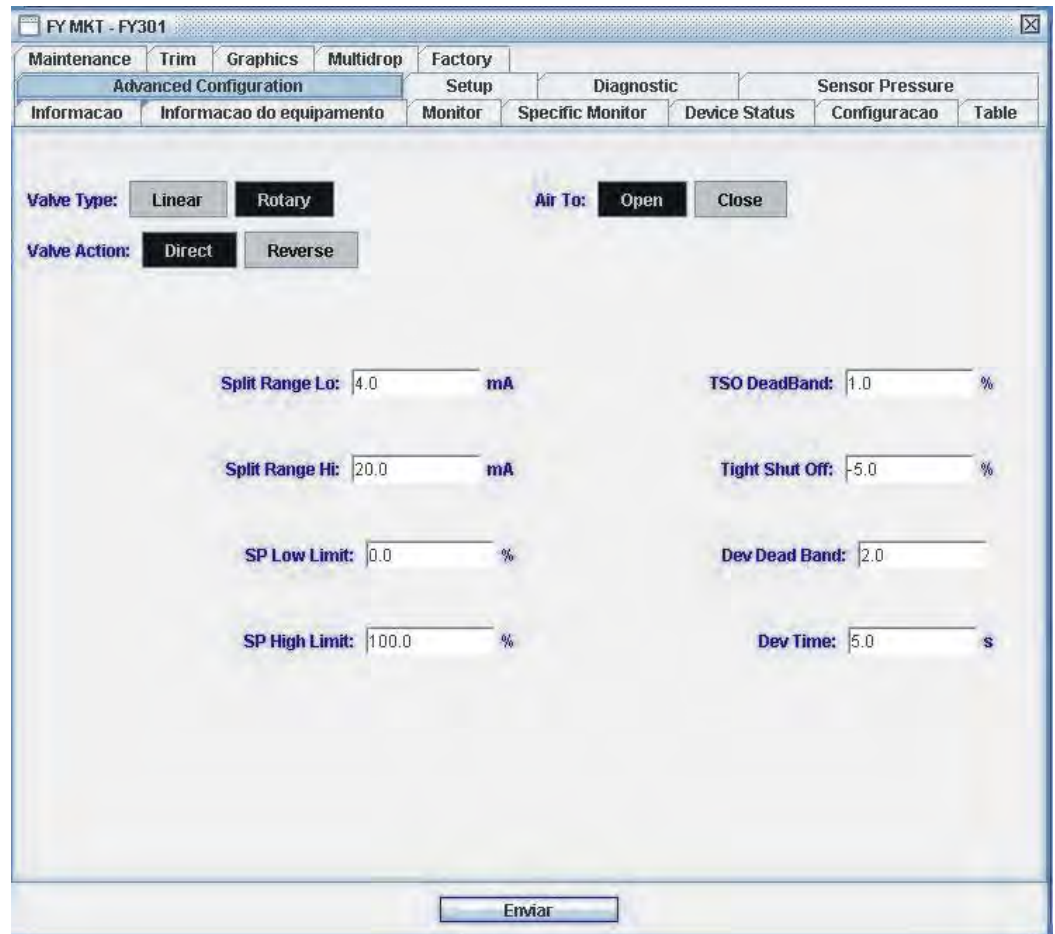 FY MKT - FY301
Maintenance Trim Graphics Multidrop Factory
Advanced Configuration Setup Diagnostic Sensor Pressure
Informacao Informacao do equipamento Monitor Specific Monitor Device Status Configuracao Table
Valve Type: Linear Rotary Air To: Open Close
Valve Action: Direct Reverse
Split Range Lo: 4.0 mA TSO DeadBand: 1.0 %
Split Range Hi: 20.0 mA Tight Shut Off: -5.0 %
SP Low Limit: 0.0 % Dev Dead Band: 2.0
SP High Limit: 100.0 % Dev Time: 5.0 s
Enviar